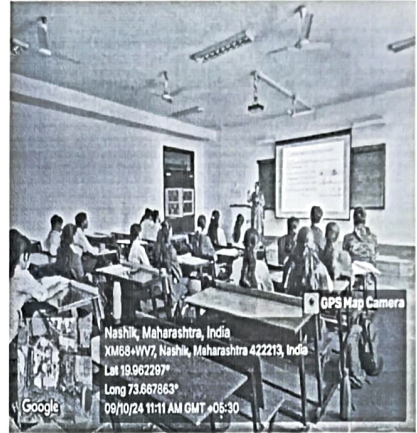 GPS Map Camera
Nashik, Maharashtra, India
XM68+WV7, Nashik, Maharashtra 422213, India
Lat 19.962297°
Long 73.667863°
09/10/24 11:11 AM GMT +05:30
Google